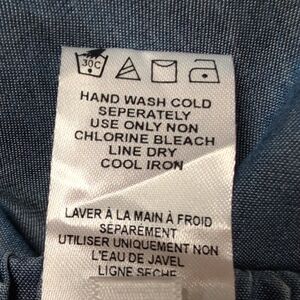 30C
HAND WASH COLD
SEPERATELY
USE ONLY NON
CHLORINE BLEACH
LINE DRY
COOL IRON
LAVER À LA MAIN À FROID
SÉPARÉMENT
UTILISER UNIQUEMENT NON
L'EAU DE JAVEL
LIGNE SECHE